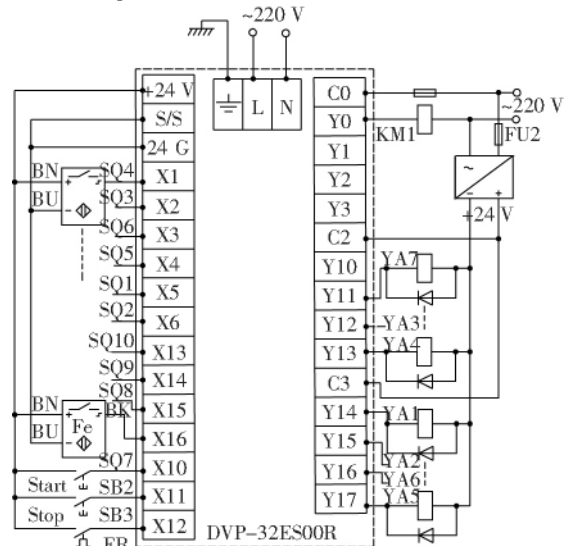 ~220 V
L N
+24 V
S/S
24 G
X1
X2
X3
X4
X5
X6
X13
X14
X15
X16
X10
X11
X12
BN
BU
SQ4
SQ3
SQ6
SQ5
SQ1
SQ2
SQ10
SQ9
SQ8
BN
BK
BU
Fe
SQ7
Start
SB2
Stop
SB3
FR
DVP-32ES00R
C0
Y0
Y1
Y2
Y3
C2
Y10
Y11
Y12
Y13
C3
Y14
Y15
Y16
Y17
~220 V
KM1
FU2
~
- +
+24 V
YA7
YA3
YA4
YA1
YA2
YA6
YA5